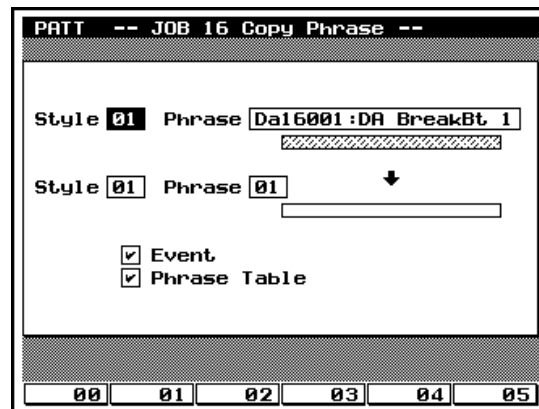 PATT -- JOB 16 Copy Phrase --
Style 01 Phrase Da16001:DA BreakBt 1
Style 01 Phrase 01
Event
Phrase Table
00 01 02 03 04 05